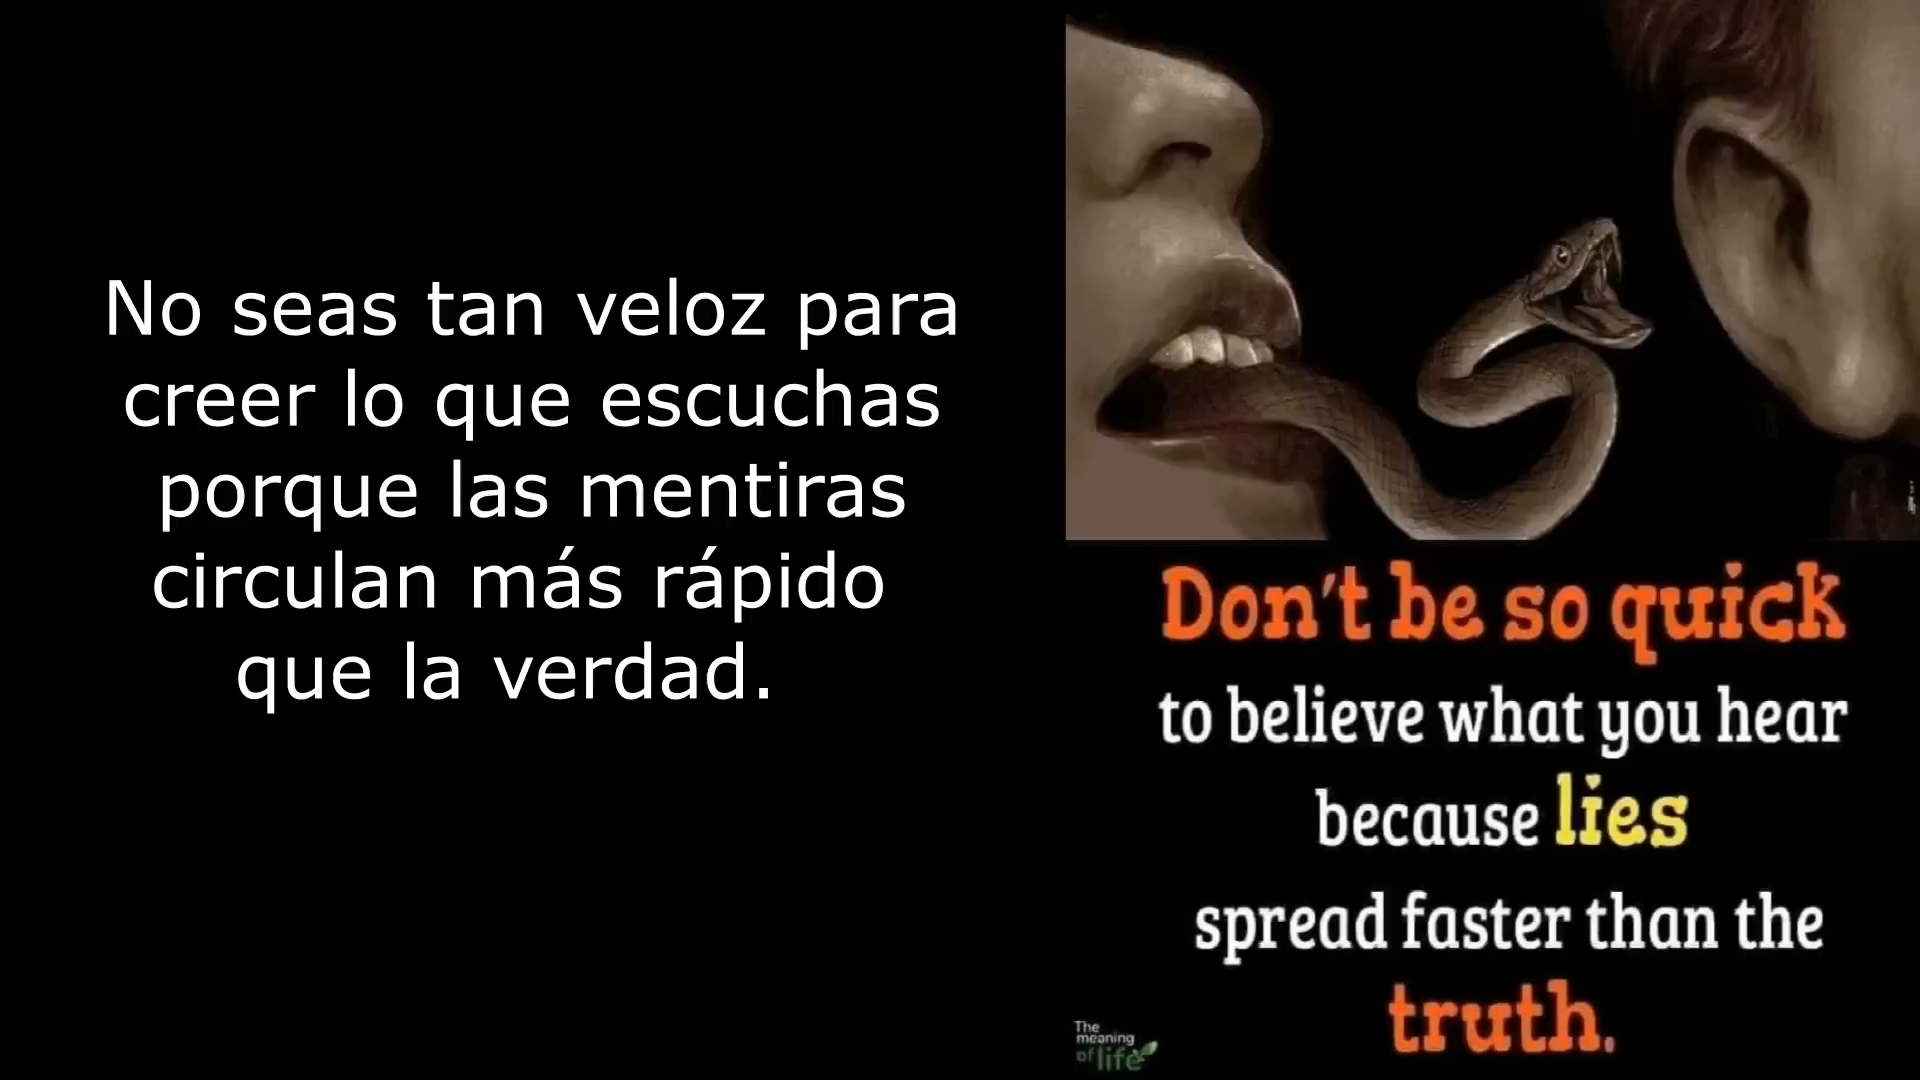 No seas tan veloz para
creer lo que escuchas
porque las mentiras
circulan más rápido
que la verdad.
Don't be so quick
to believe what you hear
because lies
spread faster than the
truth.
The
meaning
of life